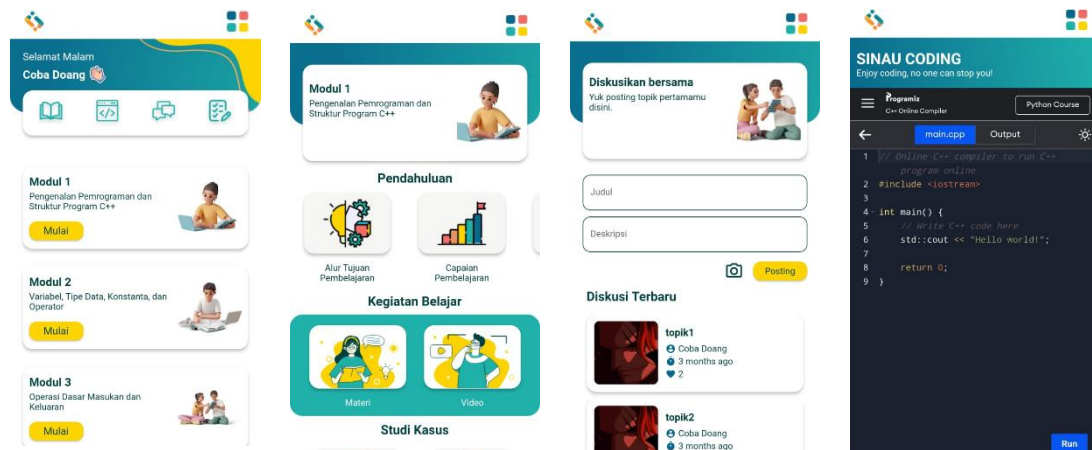 Selamat Malam
Coba Doang
Modul 1
Pengenalan Pemrograman dan
Struktur Program C++
Mulai
Modul 2
Variabel, Tipe Data, Konstanta, dan
Operator
Mulai
Modul 3
Operasi Dasar Masukan dan
Keluaran
Mulai
Modul 1
Pengenalan Pemrograman dan
Struktur Program C++
Pendahuluan
Alur Tujuan
Pembelajaran
Capaian
Pembelajaran
Kegiatan Belajar
Materi
Video
Studi Kasus
Diskusikan bersama
Yuk posting topik pertamamu
disini.
Judul
Deskripsi
Posting
Diskusi Terbaru
topik1
Coba Doang
3 months ago
2
topik2
Coba Doang
3 months ago
SINAU CODING
Enjoy coding, no one can stop you!
Programiz
C++ Online Compiler
Python Course
main.cpp
Output
1 // Online C++ compiler to run C++
program online
2 #include <iostream>
3
4 int main() {
5 // Write C++ code here
6 std::cout << "Hello world!";
7
8 return 0;
9 }
Run